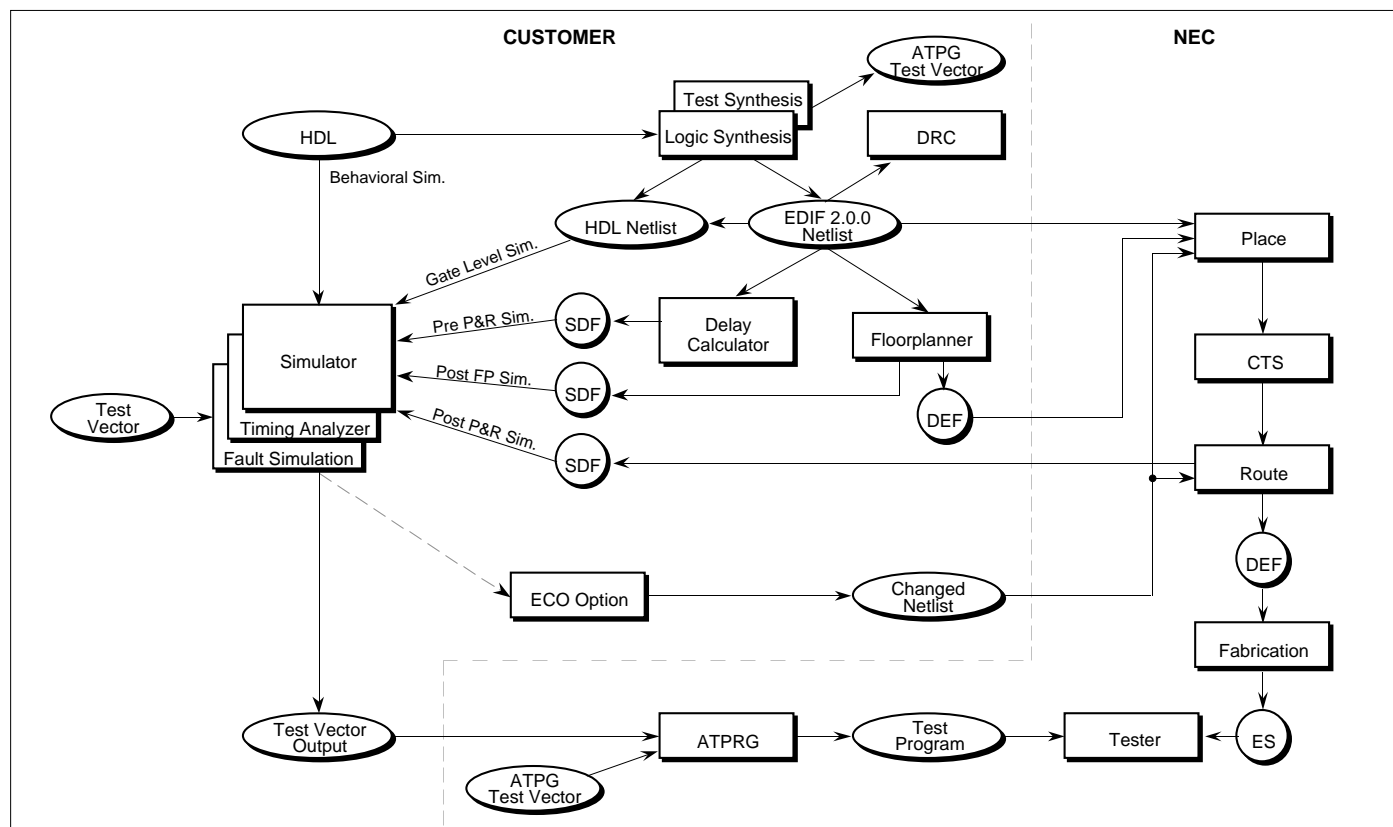 CUSTOMER
NEC
ATPG
Test Vector
Test Synthesis
HDL
Logic Synthesis
DRC
Behavioral Sim.
HDL Netlist
EDIF 2.0.0
Netlist
Place
Gate Level Sim.
Pre P&R Sim.
SDF
Delay
Calculator
Floorplanner
Simulator
CTS
Post FP Sim.
SDF
DEF
Test
Vector
Timing Analyzer
Post P&R Sim.
Fault Simulation
SDF
Route
DEF
ECO Option
Changed
Netlist
Fabrication
Test Vector
Output
ATPRG
Test
Program
Tester
ES
ATPG
Test Vector